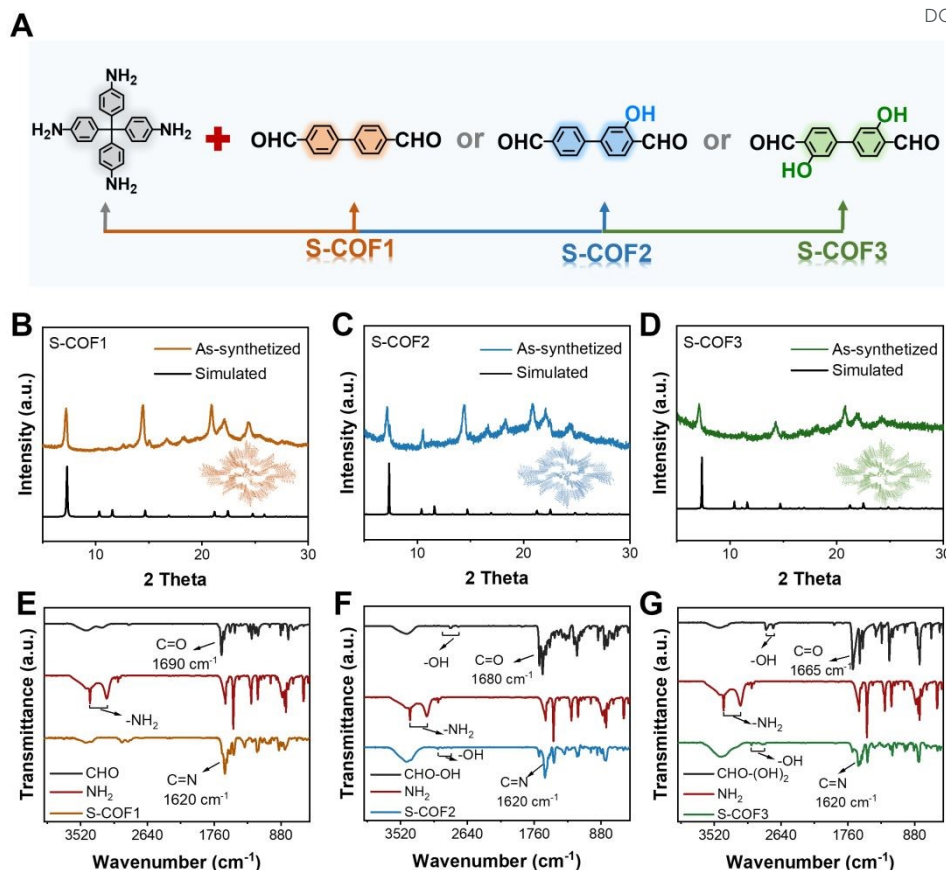 DO
A
NH₂
H₂N
NH₂
NH₂
OHC
CHO
or
OHC
OH
CHO
or
OHC
HO
OH
CHO
S-COF1
S-COF2
S-COF3
B
S-COF1
As-synthetized
Simulated
Intensity (a.u.)
10
20
30
2 Theta
C
S-COF2
As-synthetized
Simulated
Intensity (a.u.)
10
20
30
2 Theta
D
S-COF3
As-synthetized
Simulated
Intensity (a.u.)
10
20
30
2 Theta
E
C=O
1690 cm⁻¹
-NH₂
C=N
1620 cm⁻¹
CHO
NH₂
S-COF1
Transmittance (a.u.)
3520 2640 1760 880
Wavenumber (cm⁻¹)
F
-OH
C=O
1680 cm⁻¹
-NH₂
-OH
C=N
1620 cm⁻¹
CHO-OH
NH₂
S-COF2
Transmittance (a.u.)
3520 2640 1760 880
Wavenumber (cm⁻¹)
G
-OH
C=O
1665 cm⁻¹
-NH₂
-OH
C=N
1620 cm⁻¹
CHO-(OH)₂
NH₂
S-COF3
Transmittance (a.u.)
3520 2640 1760 880
Wavenumber (cm⁻¹)